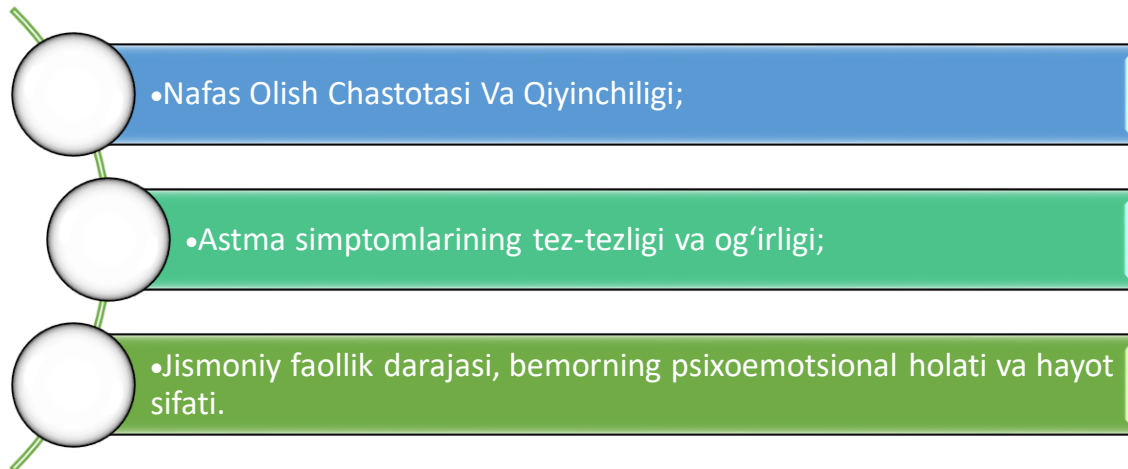 •Nafas Olish Chastotasi Va Qiyinchiligi;
•Astma simptomlarining tez-tezligi va og‘irligi;
•Jismoniy faollik darajasi, bemorning psixoemotsional holati va hayot
sifati.